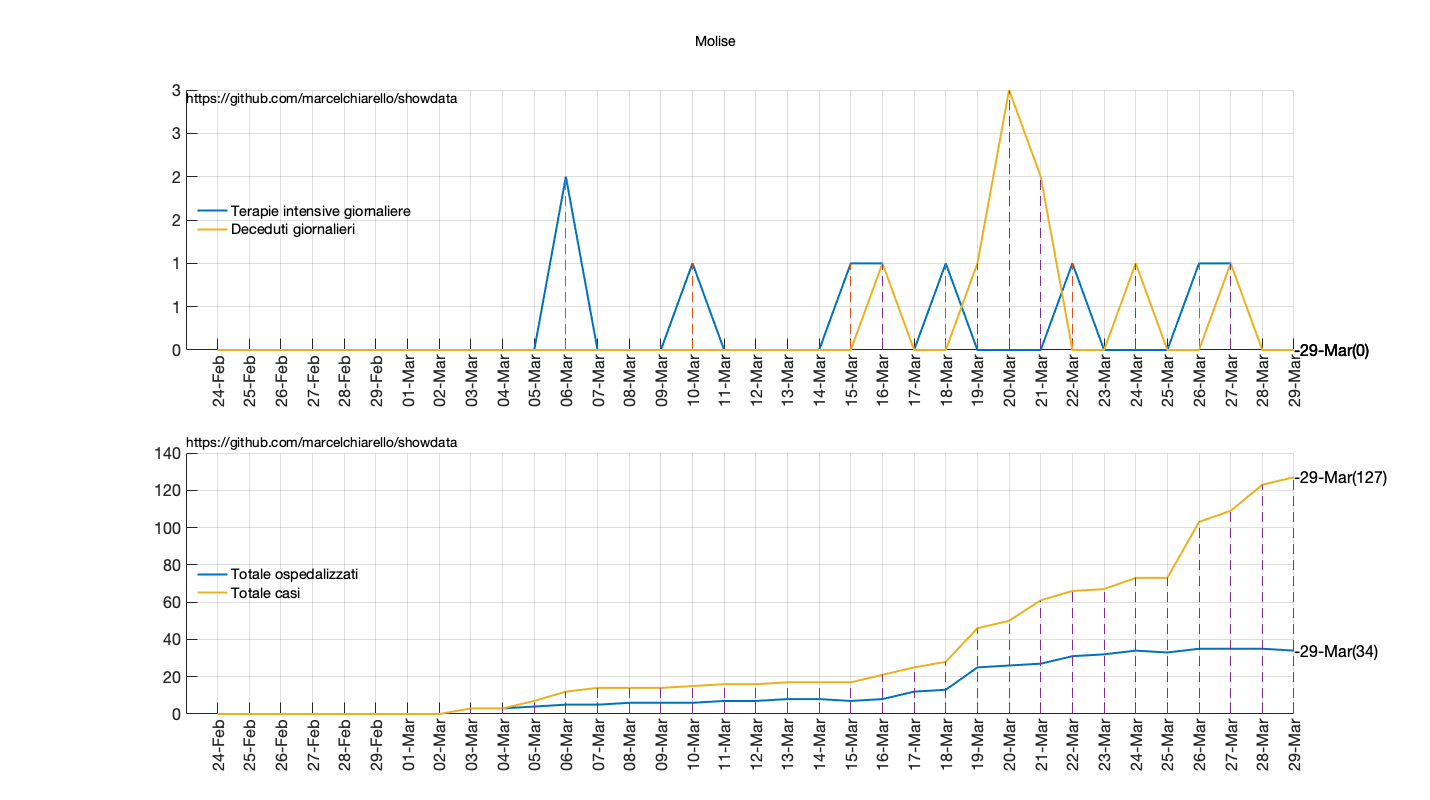 Molise
https://github.com/marcelchiarello/showdata
3
3
2
2
1
1
0
Terapie intensive giornaliere
Deceduti giornalieri
-29-Mar(0)
24-Feb
25-Feb
26-Feb
27-Feb
28-Feb
29-Feb
01-Mar
02-Mar
03-Mar
04-Mar
05-Mar
06-Mar
07-Mar
08-Mar
09-Mar
10-Mar
11-Mar
12-Mar
13-Mar
14-Mar
15-Mar
16-Mar
17-Mar
18-Mar
19-Mar
20-Mar
21-Mar
22-Mar
23-Mar
24-Mar
25-Mar
26-Mar
27-Mar
28-Mar
29-Mar
https://github.com/marcelchiarello/showdata
140
120
100
80
60
40
20
0
Totale ospedalizzati
Totale casi
-29-Mar(127)
-29-Mar(34)
24-Feb
25-Feb
26-Feb
27-Feb
28-Feb
29-Feb
01-Mar
02-Mar
03-Mar
04-Mar
05-Mar
06-Mar
07-Mar
08-Mar
09-Mar
10-Mar
11-Mar
12-Mar
13-Mar
14-Mar
15-Mar
16-Mar
17-Mar
18-Mar
19-Mar
20-Mar
21-Mar
22-Mar
23-Mar
24-Mar
25-Mar
26-Mar
27-Mar
28-Mar
29-Mar